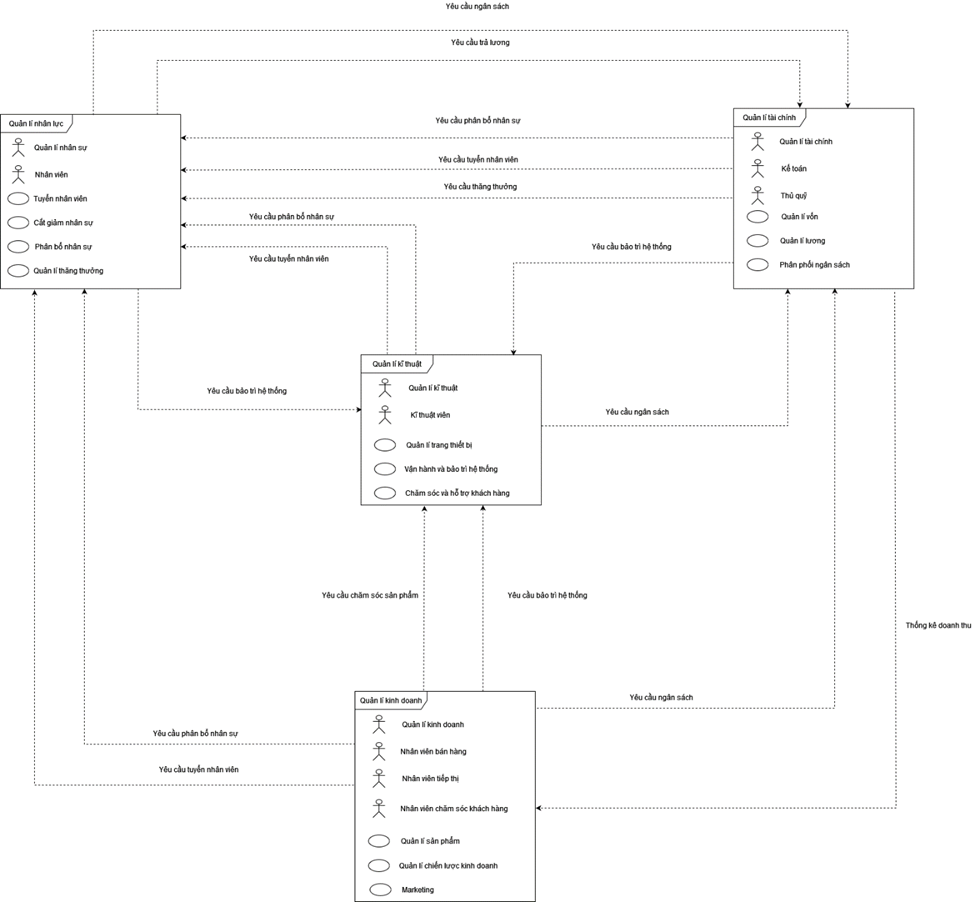 Yêu cầu ngân sách
Yêu cầu trả lương
Quản lí nhân lực
Quản lí nhân sự
Nhân viên
Tuyển nhân viên
Cắt giảm nhân sự
Phân bổ nhân sự
Quản lí thăng thưởng
Yêu cầu phân bổ nhân sự
Yêu cầu tuyển nhân viên
Yêu cầu thăng thưởng
Yêu cầu phân bổ nhân sự
Yêu cầu tuyển nhân viên
Yêu cầu bảo trì hệ thống
Quản lí tài chính
Quản lí tài chính
Kế toán
Thủ quỹ
Quản lí vốn
Quản lí lương
Phân phối ngân sách
Yêu cầu bảo trì hệ thống
Quản lí kĩ thuật
Quản lí kĩ thuật
Kĩ thuật viên
Quản lí trang thiết bị
Vận hành và bảo trì hệ thống
Chăm sóc và hỗ trợ khách hàng
Yêu cầu ngân sách
Yêu cầu chăm sóc sản phẩm
Yêu cầu bảo trì hệ thống
Thống kê doanh thu
Yêu cầu ngân sách
Yêu cầu phân bổ nhân sự
Yêu cầu tuyển nhân viên
Quản lí kinh doanh
Quản lí kinh doanh
Nhân viên bán hàng
Nhân viên tiếp thị
Nhân viên chăm sóc khách hàng
Quản lí sản phẩm
Quản lí chiến lược kinh doanh
Marketing